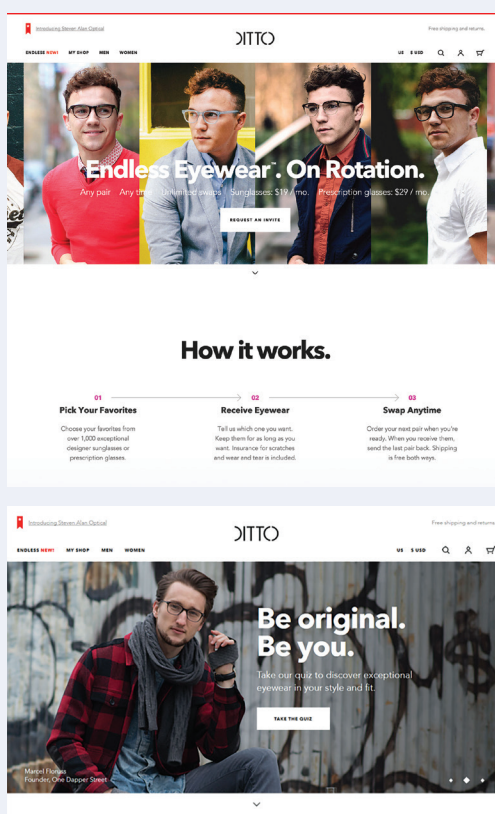 Introducing Steven Alan Optical
DITTO
Free shipping and returns.
ENDLESS NEW! MY SHOP MEN WOMEN
US $ USD
Endless Eyewear™. On Rotation.
Any pair Any time Unlimited swaps Sunglasses: $19 / mo. Prescription glasses: $29 / mo.
REQUEST AN INVITE
How it works.
01
Pick Your Favorites
Choose your favorites from
over 1,000 exceptional
designer sunglasses or
prescription glasses.
02
Receive Eyewear
Tell us which one you want.
Keep them for as long as you
want. Insurance for scratches
and wear and tear is included.
03
Swap Anytime
Order your next pair when you're
ready. When you receive them,
send the last pair back. Shipping
is free both ways.
Introducing Steven Alan Optical
DITTO
Free shipping and returns
ENDLESS NEW! MY SHOP MEN WOMEN
US $ USD
Be original.
Be you.
Take our quiz to discover exceptional
eyewear in your style and fit.
TAKE THE QUIZ
Marcel Floruss
Founder, One Dapper Street